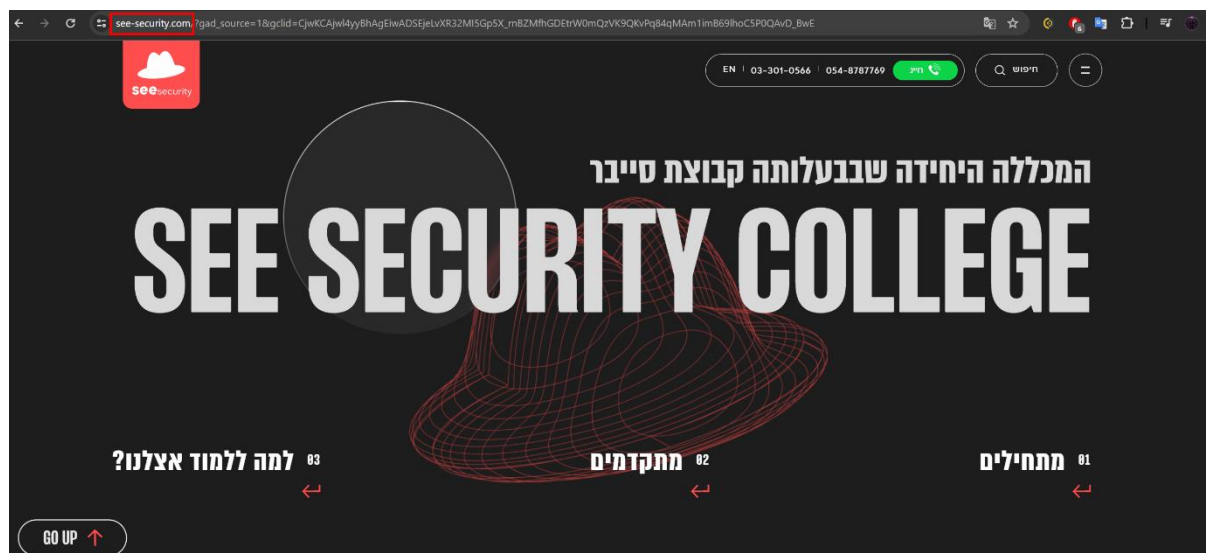 see-security.com/?gad_source=1&gclid=CjwKCAjwl4yyBhAgEiwADSEjeLvXR32MI5Gp5X_rnBZMfhGDEtrW0mQzVK9QKvPq84qMAm1imB69lhoC5P0QAvD_BwE
seesecurity
EN | 03-301-0566 | 054-8787769 חייג
חיפוש
המכללה היחידה שבבעלותה קבוצת סייבר
SEE SECURITY COLLEGE
01 מתחילים
02 מתקדמים
03 למה ללמוד אצלנו?
GO UP